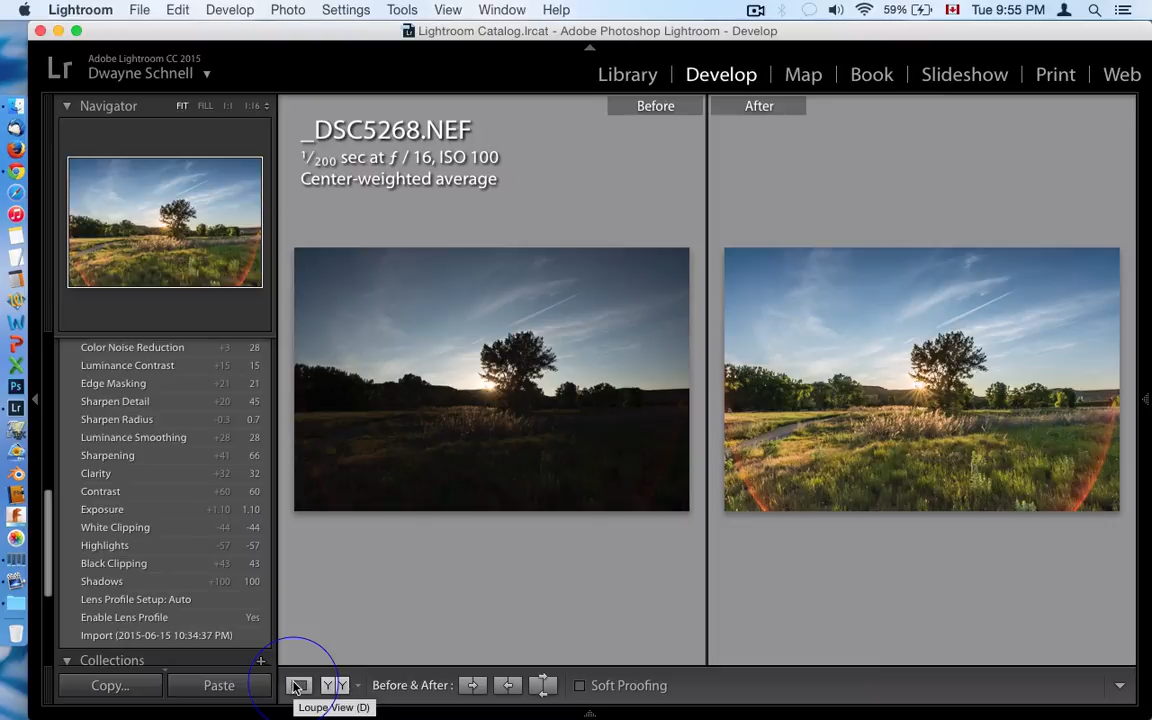 Lightroom File Edit Develop Photo Settings Tools View Window Help 59% Tue 9:55 PM
Lightroom Catalog.lrcat - Adobe Photoshop Lightroom - Develop
Lr
Adobe Lightroom CC 2015
Dwayne Schnell
Library | Develop | Map | Book | Slideshow | Print | Web
Navigator FIT FILL 1:1 1:16
Before After
_DSC5268.NEF
1/200 sec at ƒ / 16, ISO 100
Center-weighted average
Color Noise Reduction +3 28
Luminance Contrast +15 15
Edge Masking +21 21
Sharpen Detail +20 45
Sharpen Radius -0.3 0.7
Luminance Smoothing +28 28
Sharpening +41 66
Clarity +32 32
Contrast +60 60
Exposure +1.10 1.10
White Clipping -44 -44
Highlights -57 -57
Black Clipping +43 43
Shadows +100 100
Lens Profile Setup: Auto
Enable Lens Profile Yes
Import (2015-06-15 10:34:37 PM)
Collections +
Copy... Paste Y Y Before & After : Soft Proofing
Loupe View (D)
Ps
Lr